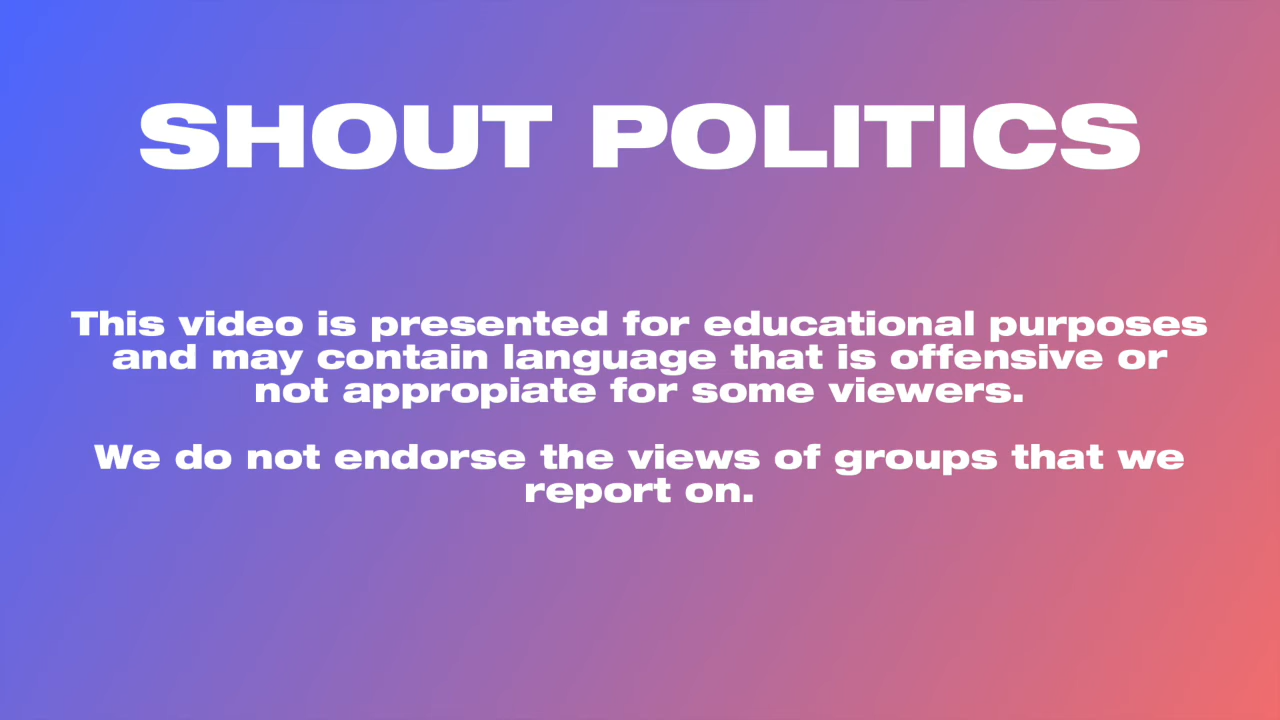 SHOUT POLITICS
This video is presented for educational purposes
and may contain language that is offensive or
not appropiate for some viewers.
We do not endorse the views of groups that we
report on.